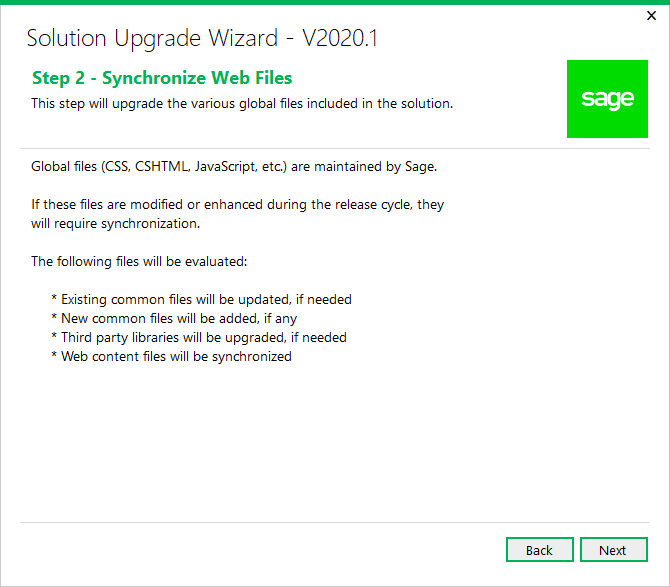 Solution Upgrade Wizard - V2020.1
Step 2 - Synchronize Web Files
This step will upgrade the various global files included in the solution.
sage
Global files (CSS, CSHTML, JavaScript, etc.) are maintained by Sage.
If these files are modified or enhanced during the release cycle, they
will require synchronization.
The following files will be evaluated:
* Existing common files will be updated, if needed
* New common files will be added, if any
* Third party libraries will be upgraded, if needed
* Web content files will be synchronized
Back
Next